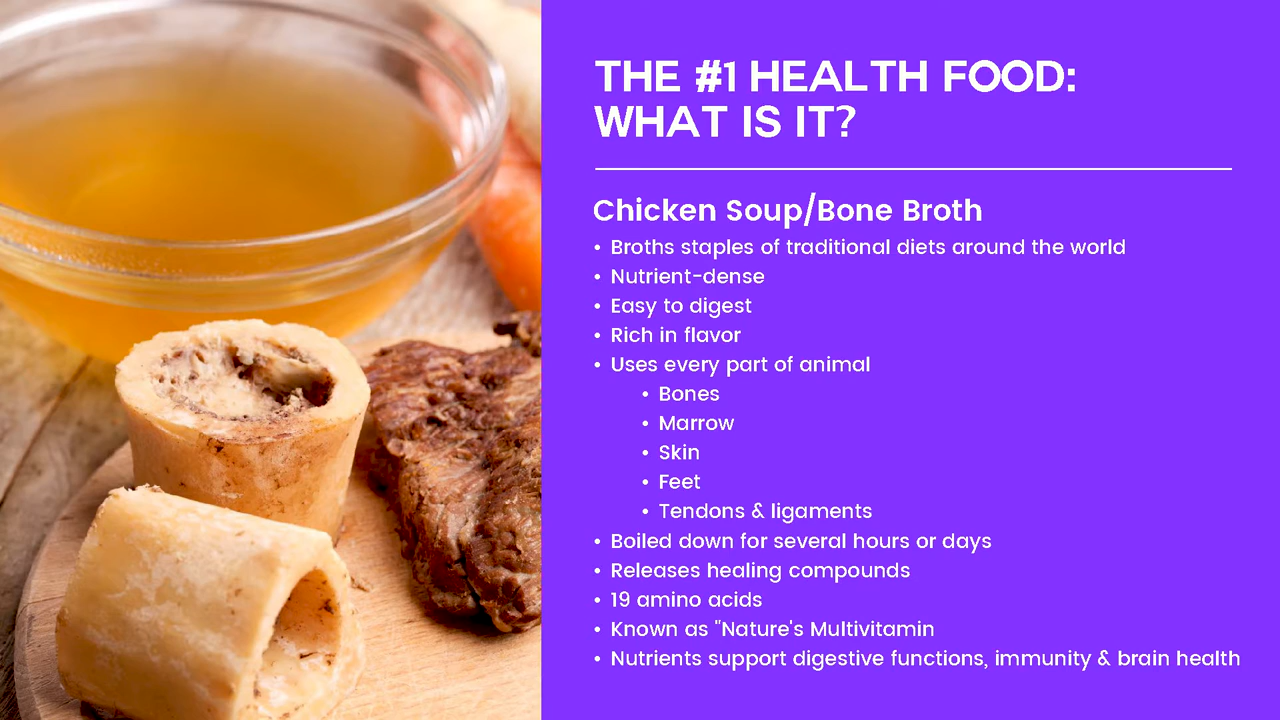 THE #1 HEALTH FOOD:
WHAT IS IT?
Chicken Soup/Bone Broth
• Broths staples of traditional diets around the world
• Nutrient-dense
• Easy to digest
• Rich in flavor
• Uses every part of animal
• Bones
• Marrow
• Skin
• Feet
• Tendons & ligaments
• Boiled down for several hours or days
• Releases healing compounds
• 19 amino acids
• Known as "Nature's Multivitamin
• Nutrients support digestive functions, immunity & brain health